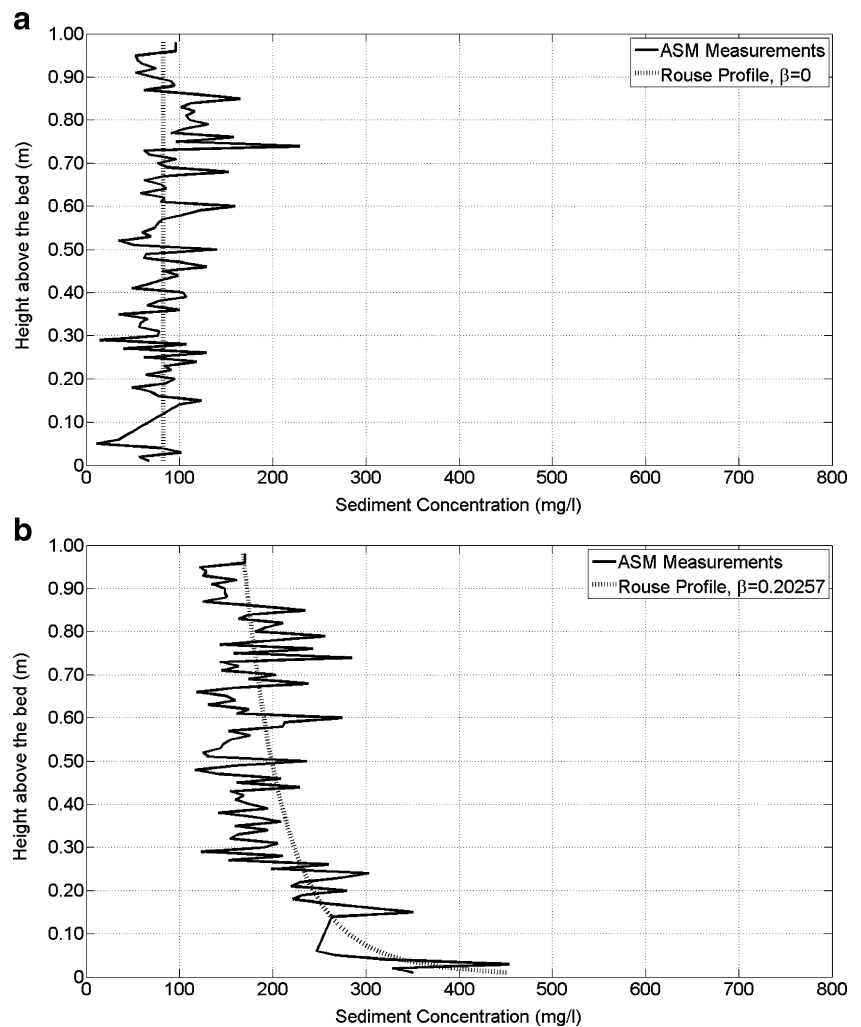 a
1.00
0.90
0.80
0.70
0.60
0.50
0.40
0.30
0.20
0.10
0
Height above the bed (m)
ASM Measurements
Rouse Profile, β=0
0 100 200 300 400 500 600 700 800
Sediment Concentration (mg/l)
b
1.00
0.90
0.80
0.70
0.60
0.50
0.40
0.30
0.20
0.10
0
Height above the bed (m)
ASM Measurements
Rouse Profile, β=0.20257
0 100 200 300 400 500 600 700 800
Sediment Concentration (mg/l)